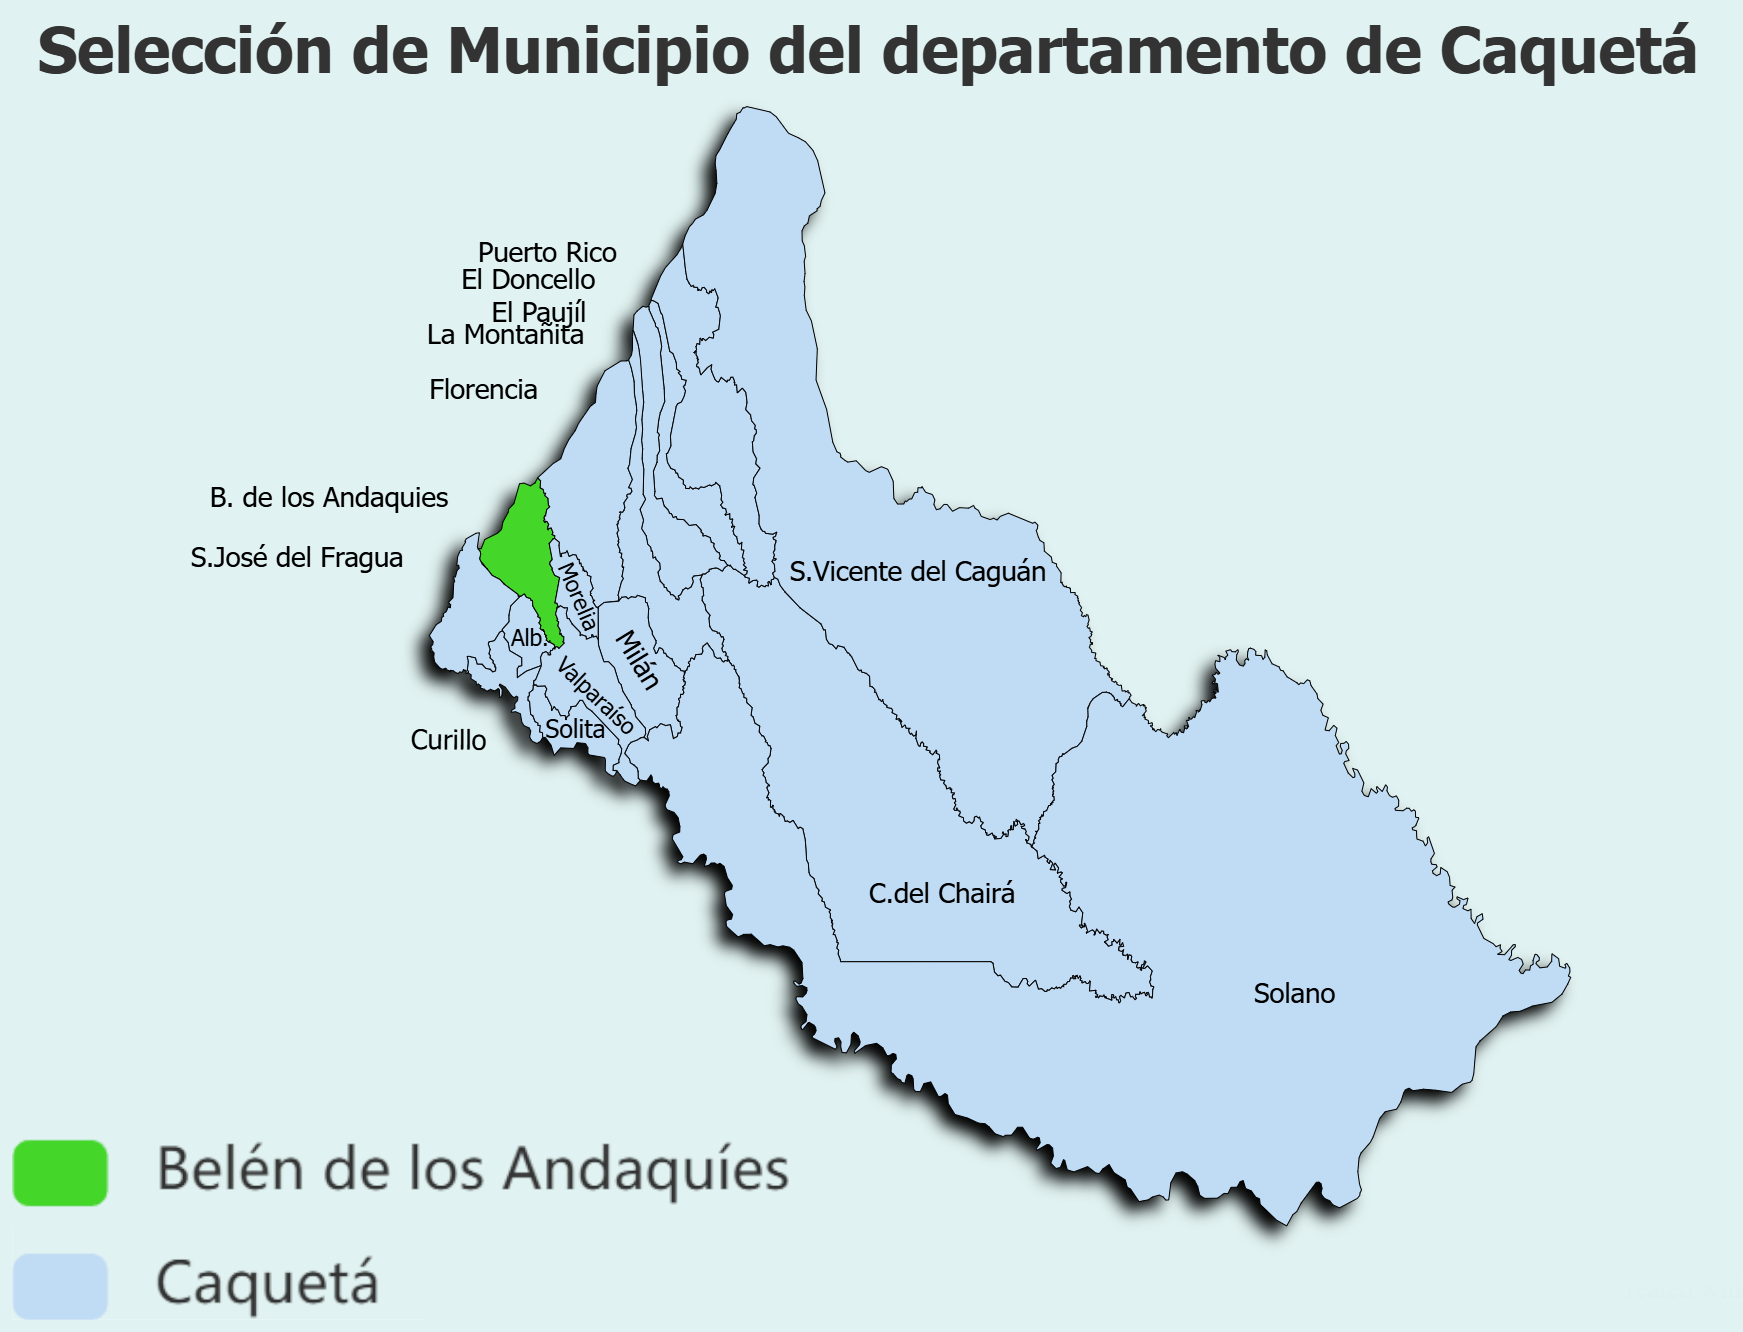 Selección de Municipio del departamento de Caquetá
Puerto Rico
El Doncello
El Paujíl
La Montañita
Florencia
B. de los Andaquies
S.José del Fragua
S.Vicente del Caguán
Morelia
Alb.
Milán
Valparaíso
Solita
Curillo
C.del Chairá
Solano
Belén de los Andaquíes
Caquetá